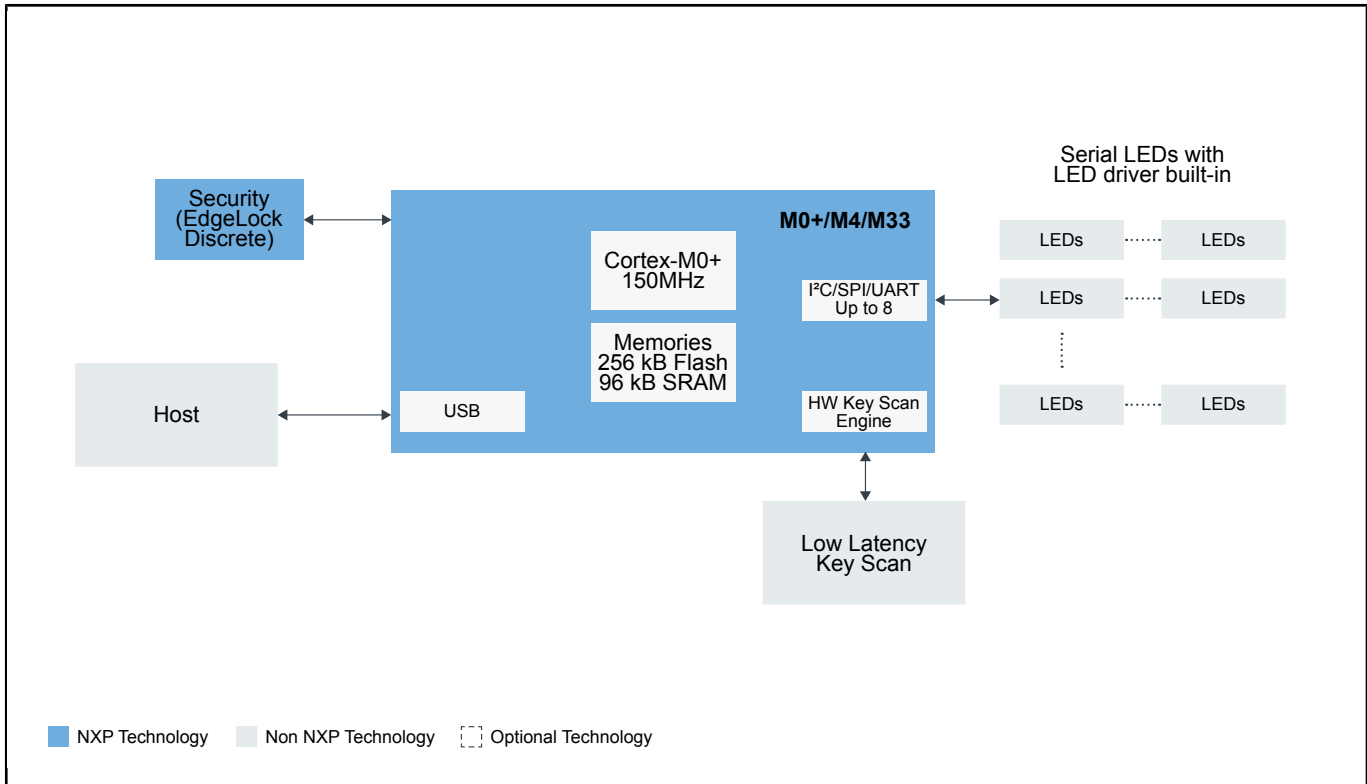 Serial LEDs with
LED driver built-in
Security
(EdgeLock
Discrete)
M0+/M4/M33
Cortex-M0+
150MHz
I²C/SPI/UART
Up to 8
LEDs
LEDs
LEDs
LEDs
Memories
256 kB Flash
96 kB SRAM
Host
USB
HW Key Scan
Engine
LEDs
LEDs
Low Latency
Key Scan
NXP Technology
Non NXP Technology
Optional Technology